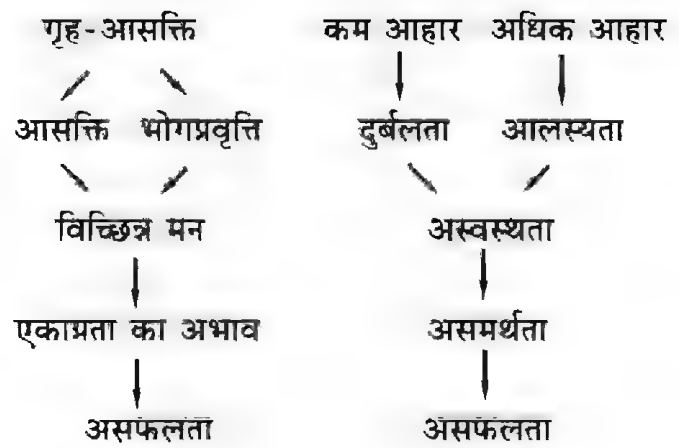 गृह-आसक्ति कम आहार अधिक आहार
आसक्ति भोगप्रवृत्ति दुर्बलता आलस्यता
विच्छिन्न मन अस्वस्थता
एकाग्रता का अभाव असमर्थता
असफलता असफलता